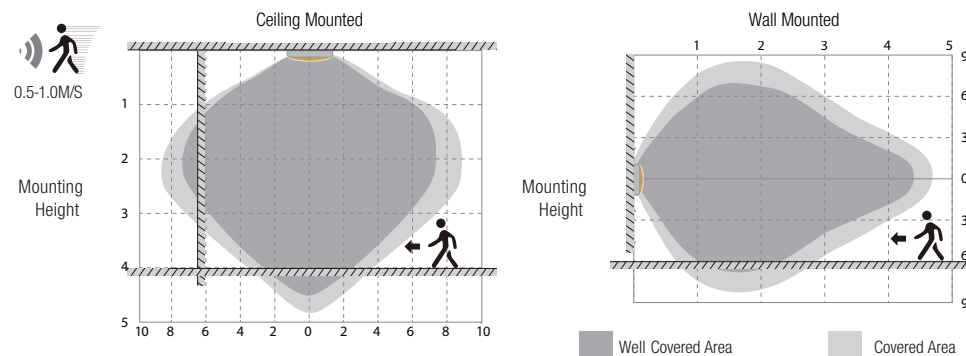 Ceiling Mounted
0.5-1.0M/S
Mounting
Height
1
2
3
4
5
10 8 6 4 2 0 2 4 6 8 10
Wall Mounted
Mounting
Height
1 2 3 4 5
9
6
3
0
3
6
9
Well Covered Area
Covered Area